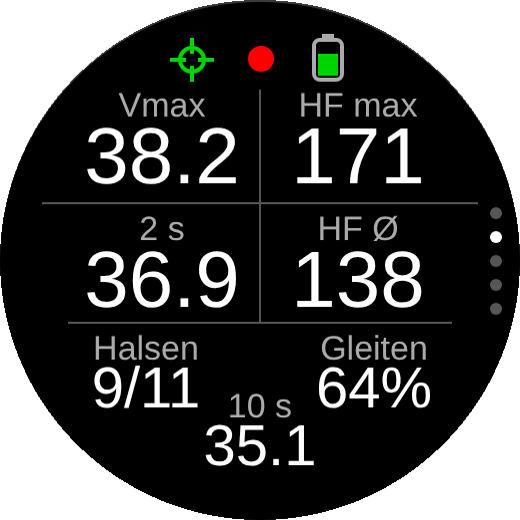 Vmax HF max
38.2 171
2 s HF Ø
36.9 138
Halsen Gleiten
9/11 64%
10 s
35.1